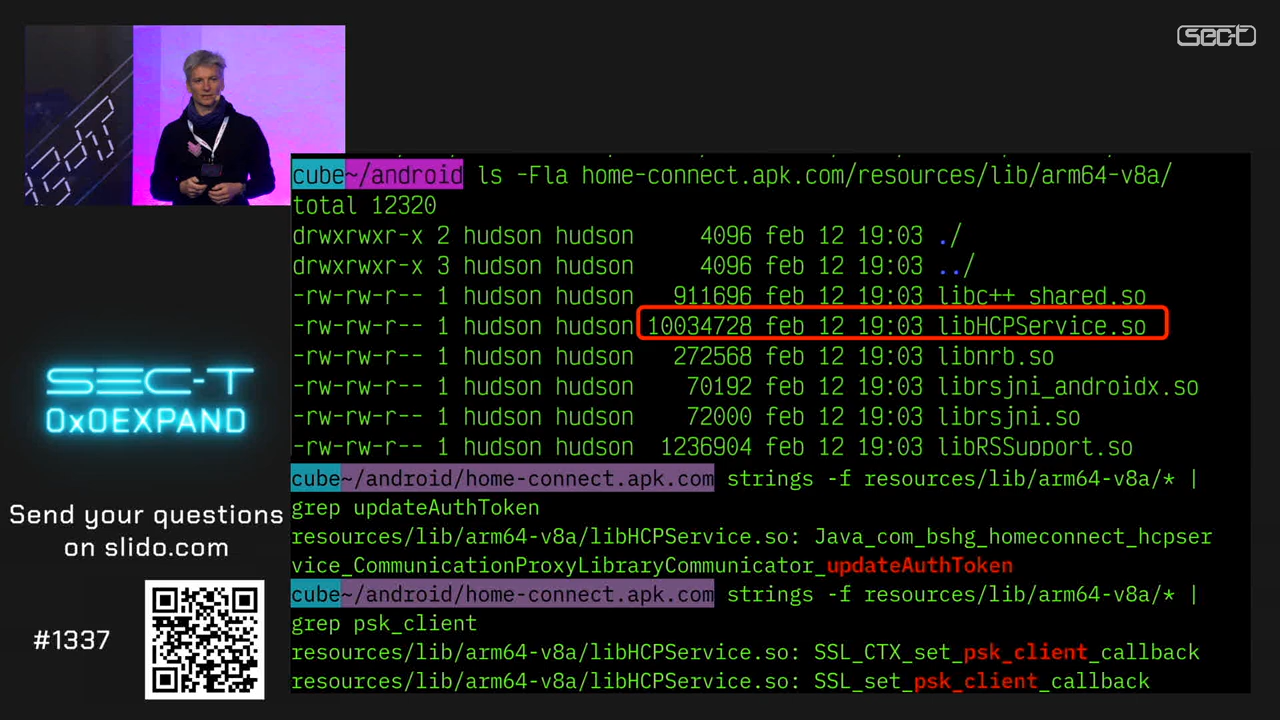 SEC-T
cube~/android ls -Fla home-connect.apk.com/resources/lib/arm64-v8a/
total 12320
drwxrwxr-x 2 hudson hudson 4096 feb 12 19:03 ./
drwxrwxr-x 3 hudson hudson 4096 feb 12 19:03 ../
-rw-rw-r-- 1 hudson hudson 911696 feb 12 19:03 libc++_shared.so
-rw-rw-r-- 1 hudson hudson 10034728 feb 12 19:03 libHCPService.so
-rw-rw-r-- 1 hudson hudson 272568 feb 12 19:03 libnrb.so
-rw-rw-r-- 1 hudson hudson 70192 feb 12 19:03 librsjni_androidx.so
-rw-rw-r-- 1 hudson hudson 72000 feb 12 19:03 librsjni.so
-rw-rw-r-- 1 hudson hudson 1236904 feb 12 19:03 libRSSupport.so
cube~/android/home-connect.apk.com strings -f resources/lib/arm64-v8a/* |
grep updateAuthToken
resources/lib/arm64-v8a/libHCPService.so: Java_com_bshg_homeconnect_hcpser
vice_CommunicationProxyLibraryCommunicator_updateAuthToken
cube~/android/home-connect.apk.com strings -f resources/lib/arm64-v8a/* |
grep psk_client
resources/lib/arm64-v8a/libHCPService.so: SSL_CTX_set_psk_client_callback
resources/lib/arm64-v8a/libHCPService.so: SSL_set_psk_client_callback
SEC-T
0x0EXPAND
Send your questions
on slido.com
#1337